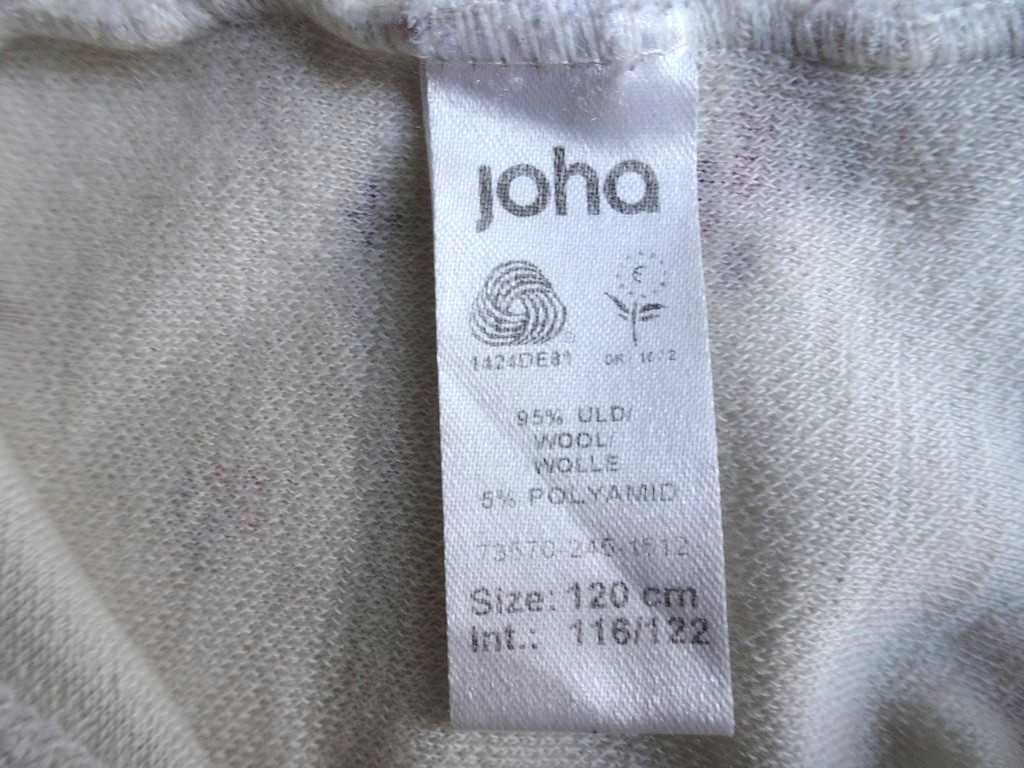 joha
1424DE81
95% ULD/
WOOL/
WOLLE
5% POLYAMID
Size: 120 cm
Int.: 116/122